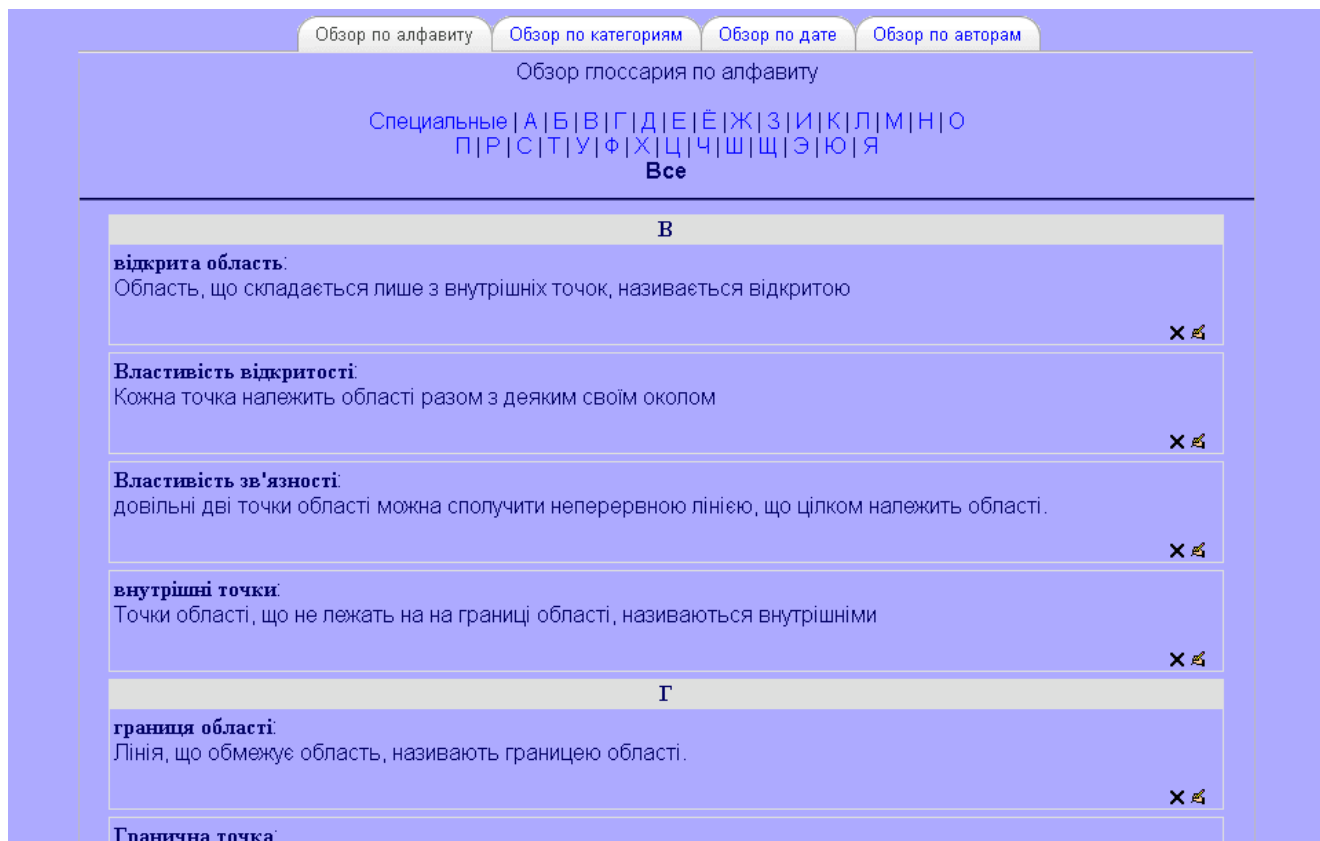 Обзор по алфавиту Обзор по категориям Обзор по дате Обзор по авторам
Обзор глоссария по алфавиту
Специальные | А | Б | В | Г | Д | Е | Ё | Ж | З | И | К | Л | М | Н | О
П | Р | С | Т | У | Ф | Х | Ц | Ч | Ш | Щ | Э | Ю | Я
Все
В
відкрита область:
Область, що складається лише з внутрішніх точок, називається відкритою
Властивість відкритості:
Кожна точка належить області разом з деяким своїм околом
Властивість зв'язності:
довільні дві точки області можна сполучити неперервною лінією, що цілком належить області.
внутрішні точки:
Точки області, що не лежать на на границі області, називаються внутрішніми
Г
границя області:
Лінія, що обмежує область, називають границею області.
Гранична точка: